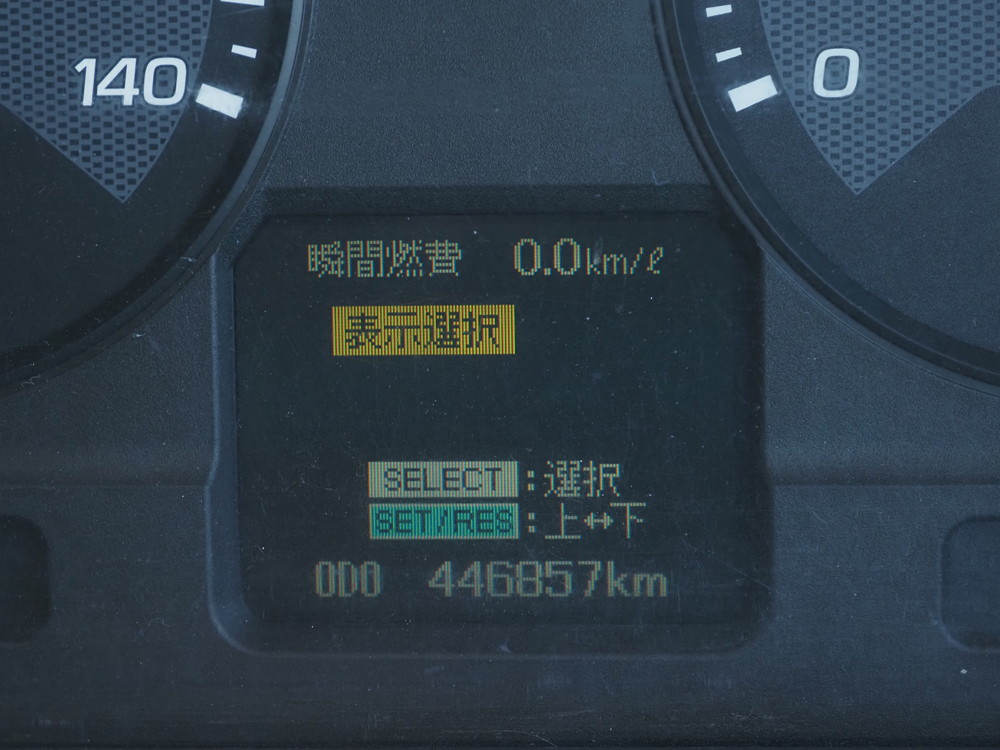 140
0
瞬間燃費 0.0km/ℓ
表示選択
SELECT:選択
SET/RES:上↔下
ODO 446857km